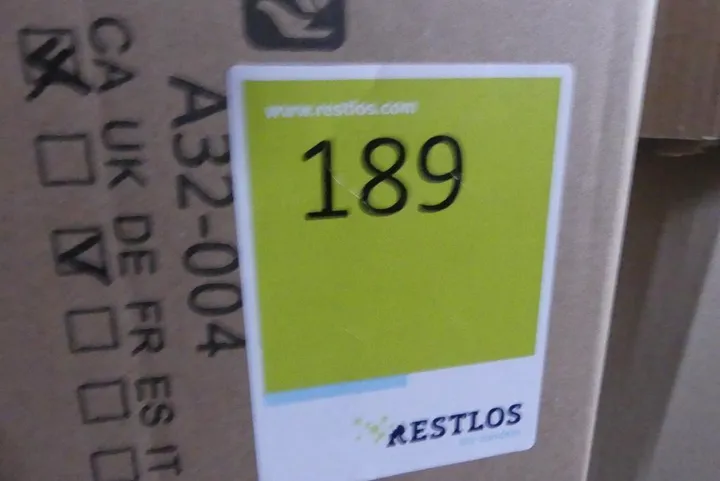 www.restlos.com
189
RESTLOS
A32-004
CA UK DE FR ES IT